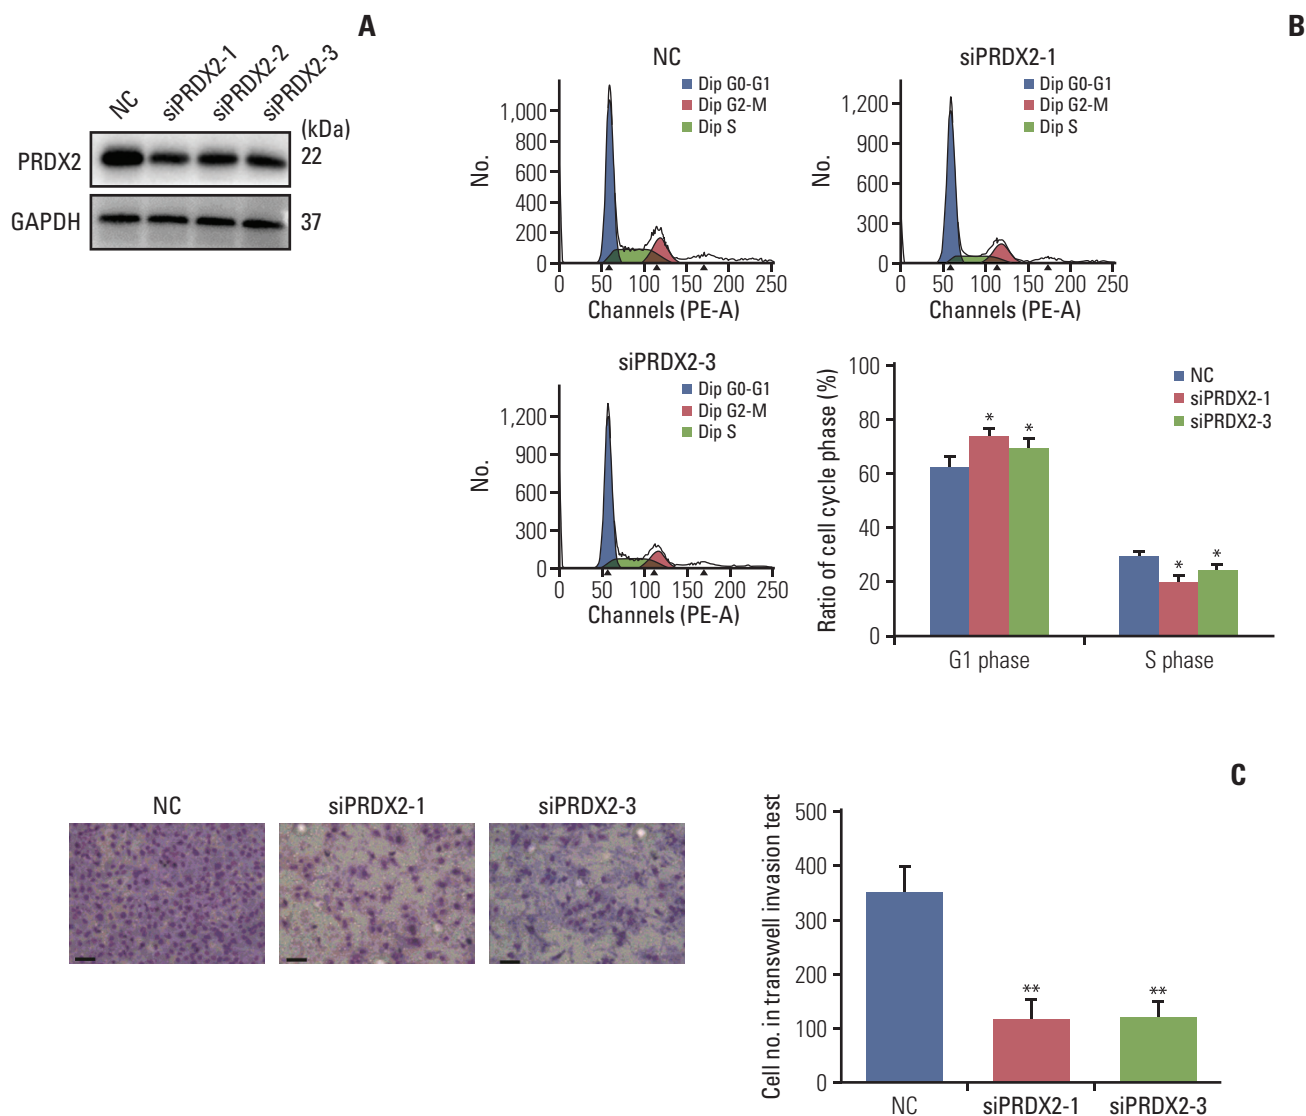 A
NC
siPRDX2-1
siPRDX2-2
siPRDX2-3
(kDa)
PRDX2
22
GAPDH
37
B
NC
Dip G0-G1
Dip G2-M
Dip S
No.
1,000
800
600
400
200
0
0 50 100 150 200 250
Channels (PE-A)
siPRDX2-1
Dip G0-G1
Dip G2-M
Dip S
No.
1,200
900
600
300
0
0 50 100 150 200 250
Channels (PE-A)
siPRDX2-3
Dip G0-G1
Dip G2-M
Dip S
No.
1,200
900
600
300
0
0 50 100 150 200 250
Channels (PE-A)
Ratio of cell cycle phase (%)
100
80
60
40
20
0
NC
siPRDX2-1
siPRDX2-3
* *
* *
G1 phase S phase
C
NC siPRDX2-1 siPRDX2-3
Cell no. in transwell invasion test
500
400
300
200
100
0
** **
NC siPRDX2-1 siPRDX2-3